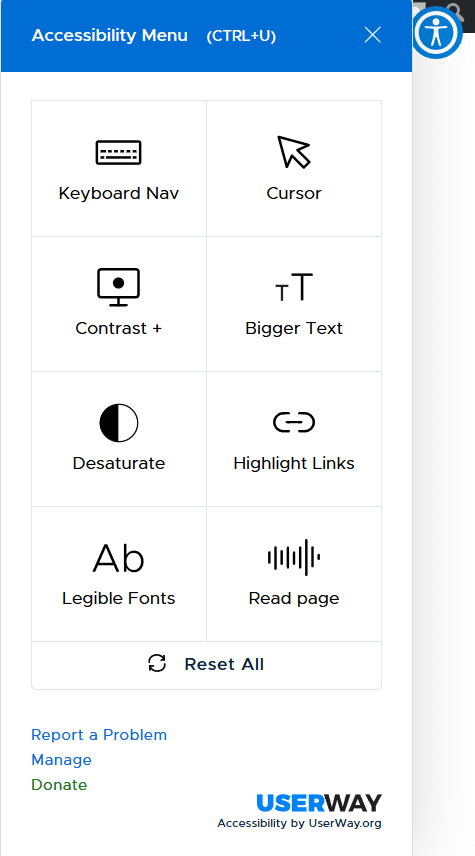 Accessibility Menu (CTRL+U)
Keyboard Nav
Cursor
Contrast +
TT
Bigger Text
Desaturate
Highlight Links
Ab
Legible Fonts
Read page
Reset All
Report a Problem
Manage
Donate
USERWAY
Accessibility by UserWay.org